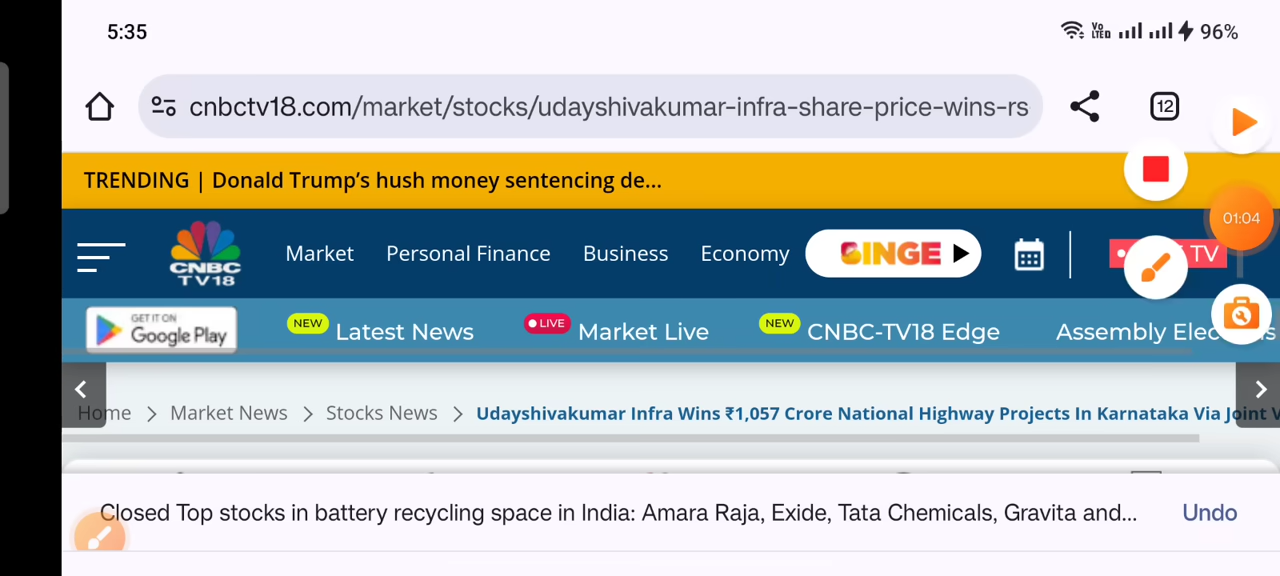 5:35
Vo LTED 96%
cnbctv18.com/market/stocks/udayshivakumar-infra-share-price-wins-rs
12
TRENDING | Donald Trump's hush money sentencing de...
01:04
CNBC
TV18
Market Personal Finance Business Economy BINGE TV
GET IT ON
Google Play
NEW Latest News LIVE Market Live NEW CNBC-TV18 Edge Assembly
Home > Market News > Stocks News > Udayshivakumar Infra Wins ₹1,057 Crore National Highway Projects In Karnataka Via Joint
Closed Top stocks in battery recycling space in India: Amara Raja, Exide, Tata Chemicals, Gravita and... Undo